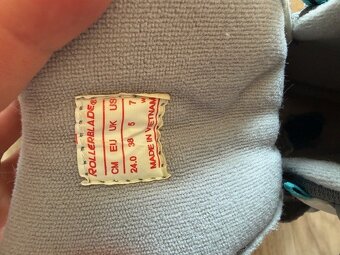 ROLLERBLADE®
CM EU UK US
24.0 38 5 7
W
MADE IN VIETNAM